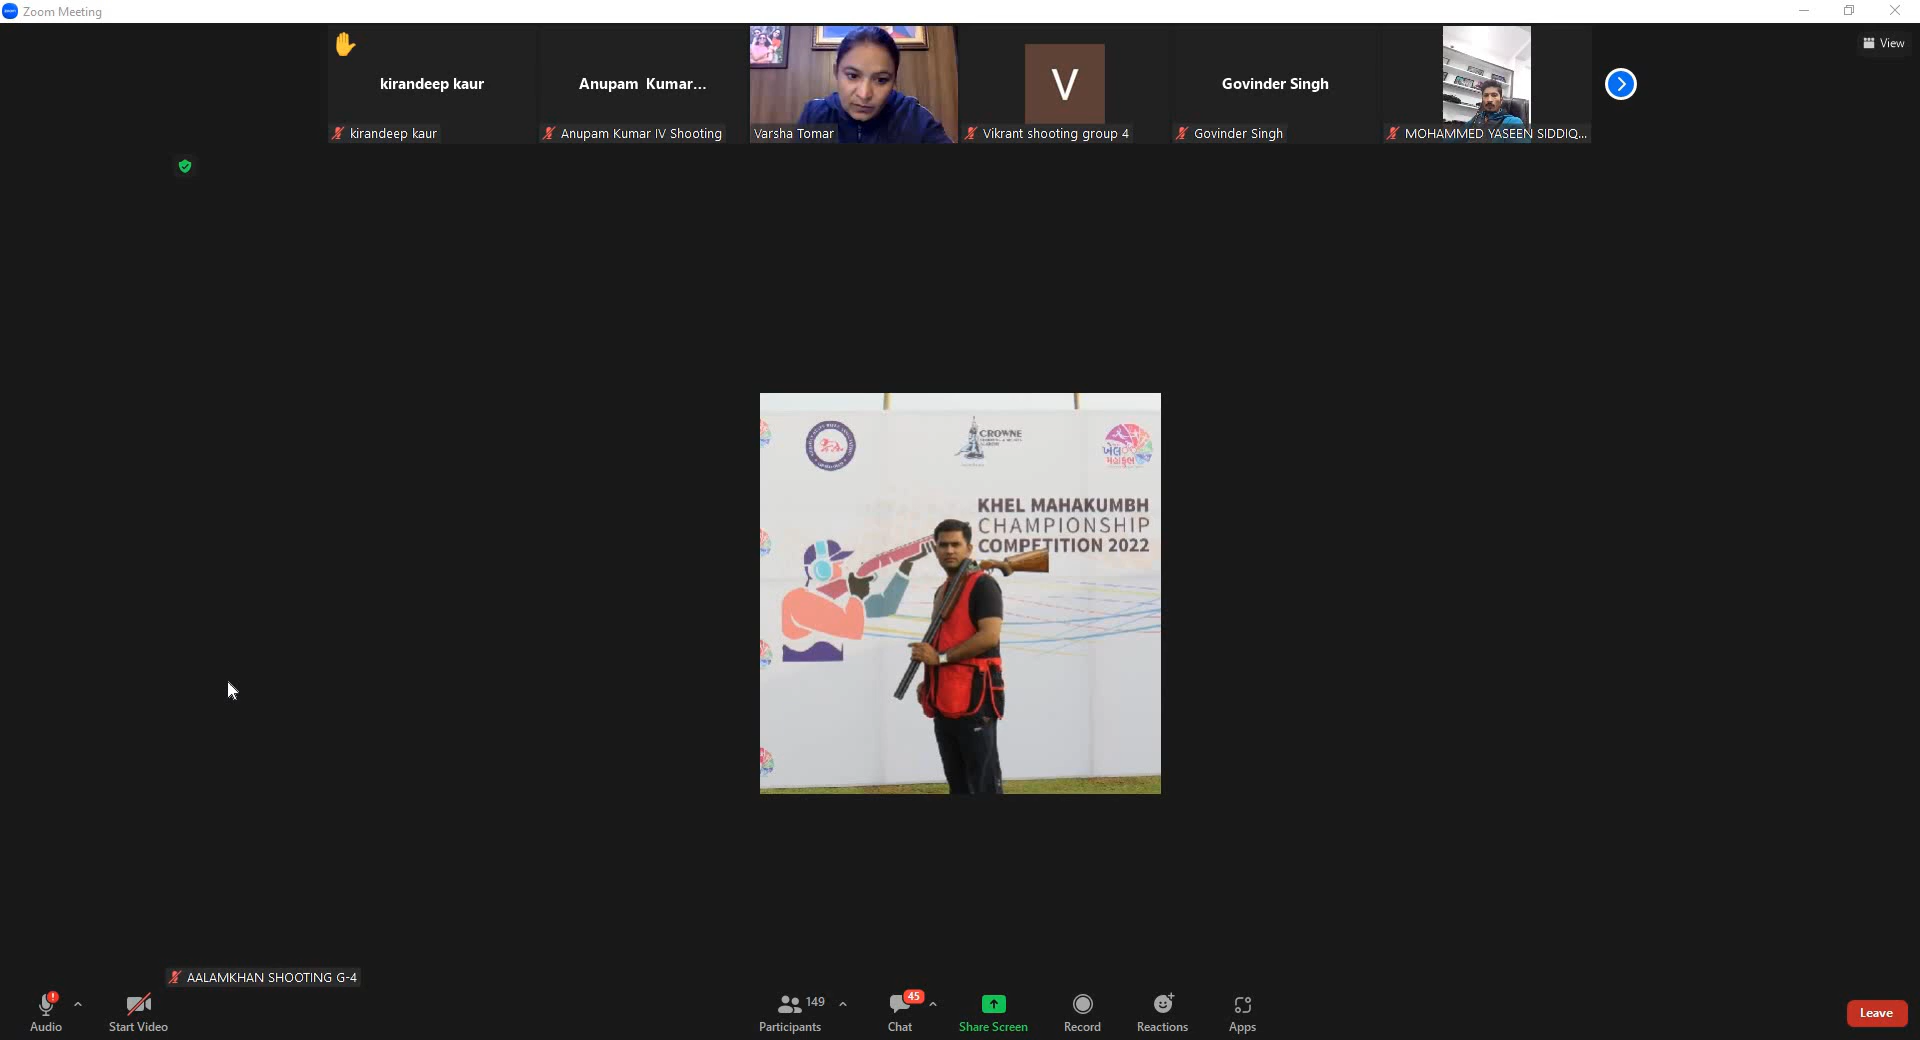 Zoom Meeting
View
kirandeep kaur
Anupam Kumar...
V
Govinder Singh
kirandeep kaur
Anupam Kumar IV Shooting
Varsha Tomar
Vikrant shooting group 4
Govinder Singh
MOHAMMED YASEEN SIDDIQ...
CROWNE
ખેલ
મહાકુંભ
KHEL MAHAKUMBH
CHAMPIONSHIP
COMPETITION 2022
AALAMKHAN SHOOTING G-4
149
45
Audio
Start Video
Participants
Chat
Share Screen
Record
Reactions
Apps
Leave